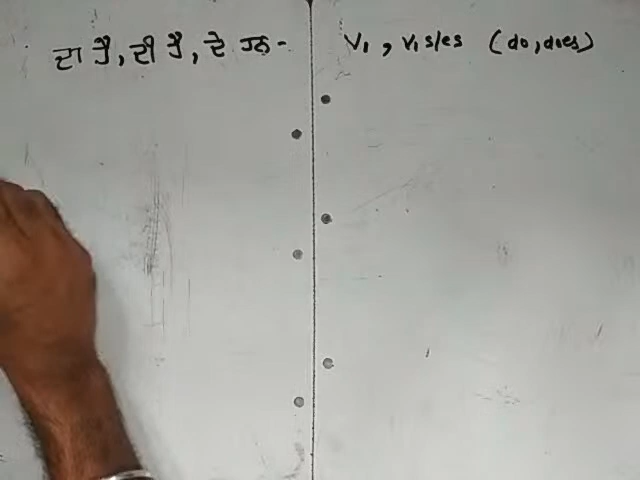 ਦਾ ਹੈ, ਦੀ ਹੈ, ਦੇ ਹਨ- V₁, V₁ s/es (do, does)